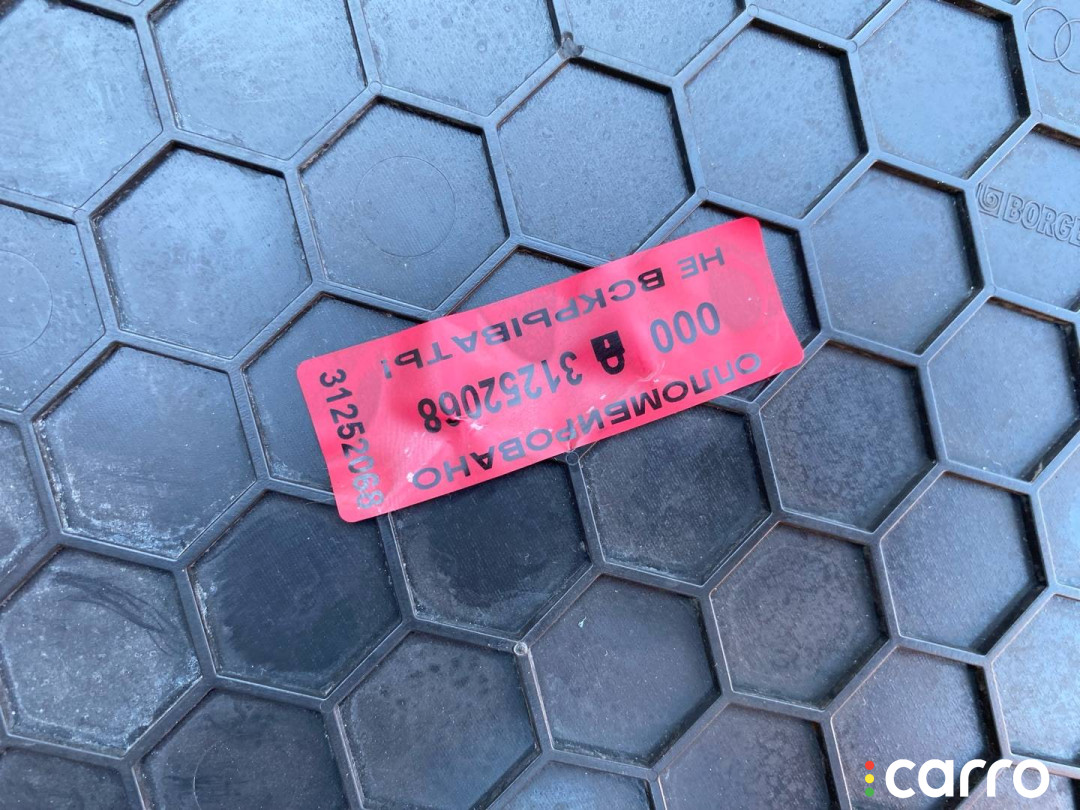 ОПЛОМБИРОВАНО
000 31252068
НЕ ВСКРЫВАТЬ!
31252068
BORGE
carro